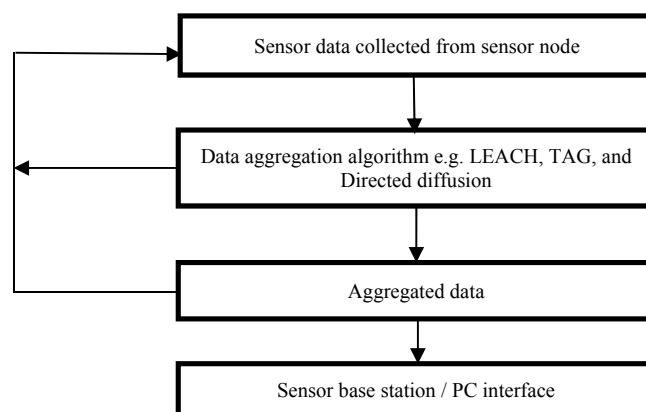 Sensor data collected from sensor node
Data aggregation algorithm e.g. LEACH, TAG, and
Directed diffusion
Aggregated data
Sensor base station / PC interface